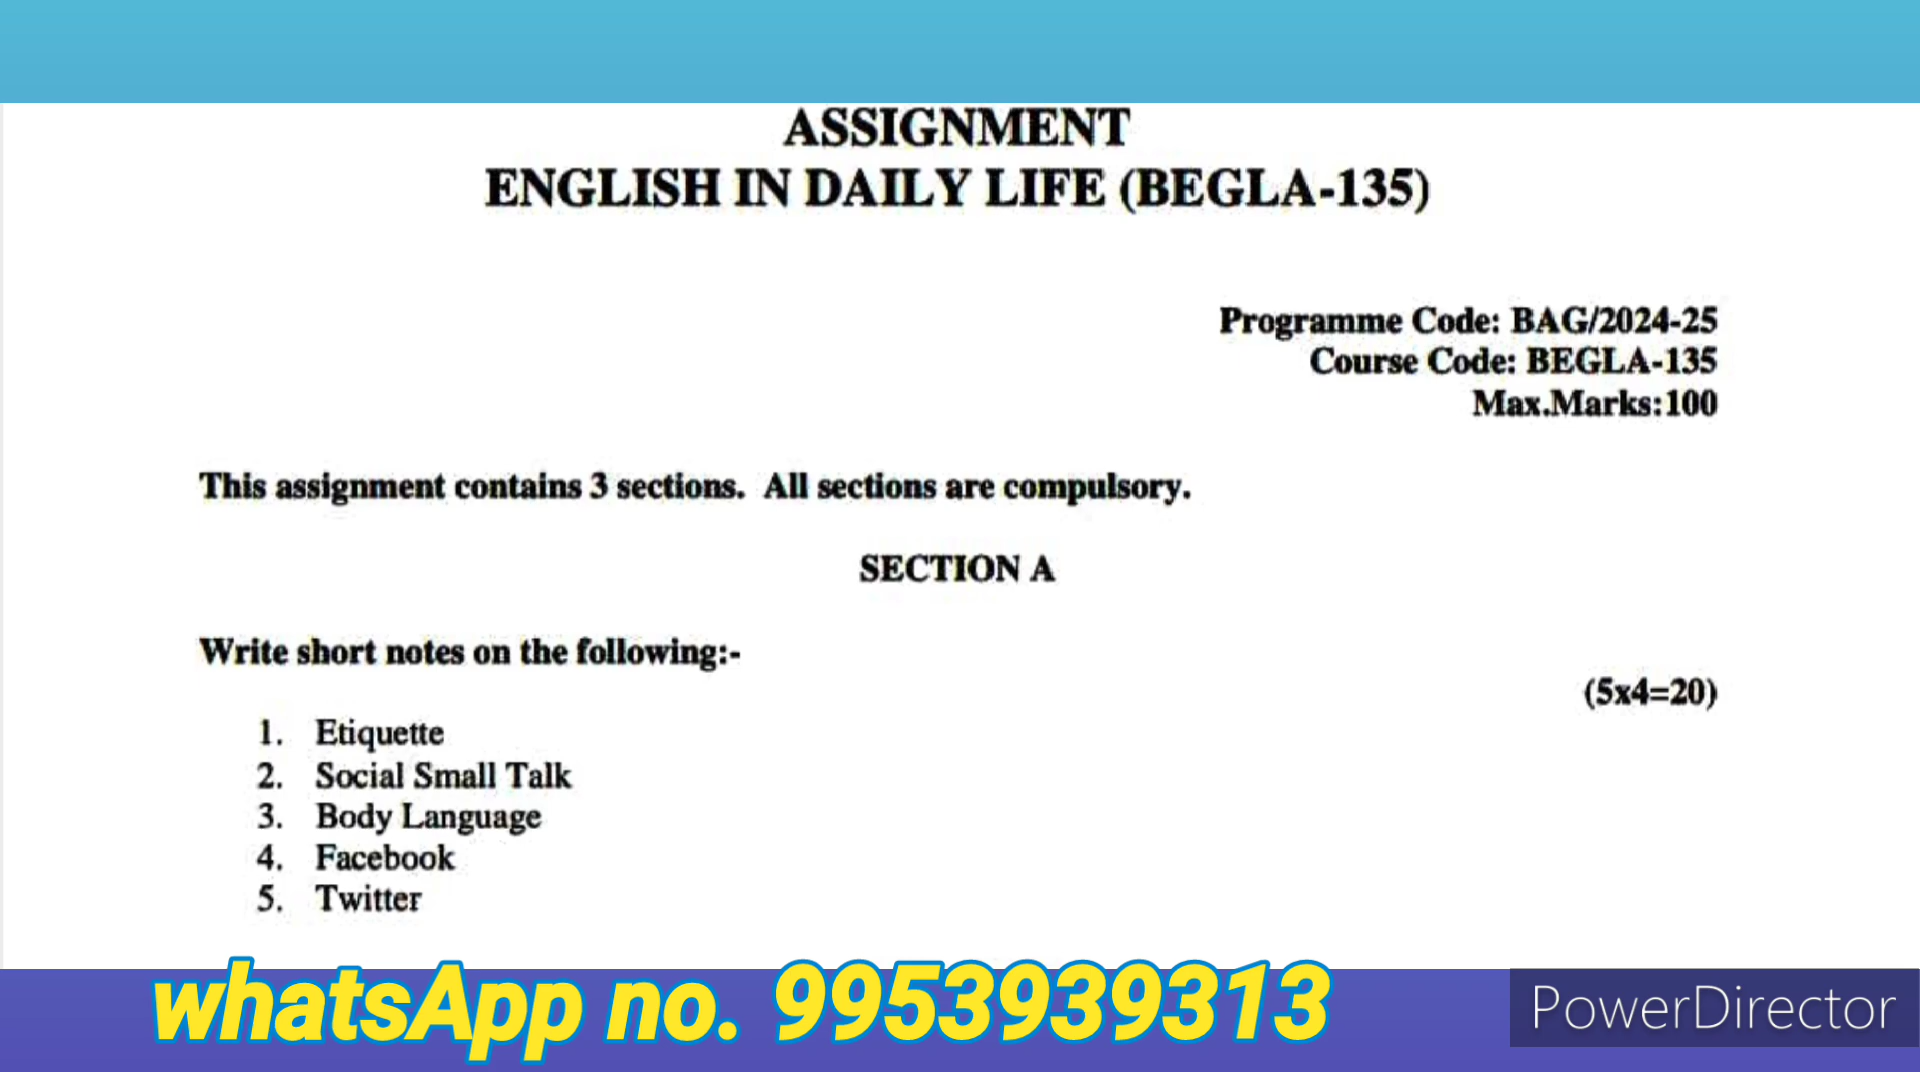 ASSIGNMENT
ENGLISH IN DAILY LIFE (BEGLA-135)
Programme Code: BAG/2024-25
Course Code: BEGLA-135
Max.Marks:100
This assignment contains 3 sections. All sections are compulsory.
SECTION A
Write short notes on the following:-
(5x4=20)
1. Etiquette
2. Social Small Talk
3. Body Language
4. Facebook
5. Twitter
whatsApp no. 9953939313
PowerDirector